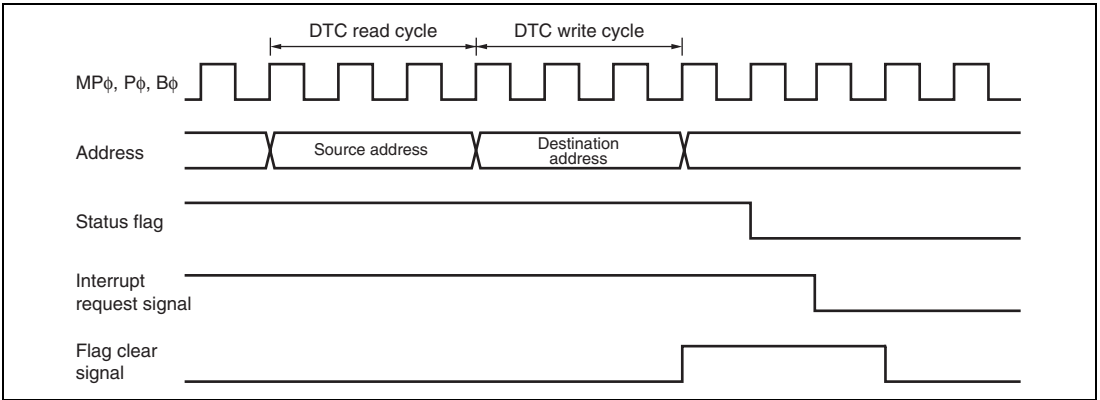 DTC read cycle
DTC write cycle
MPϕ, Pϕ, Bϕ
Address
Source address
Destination
address
Status flag
Interrupt
request signal
Flag clear
signal